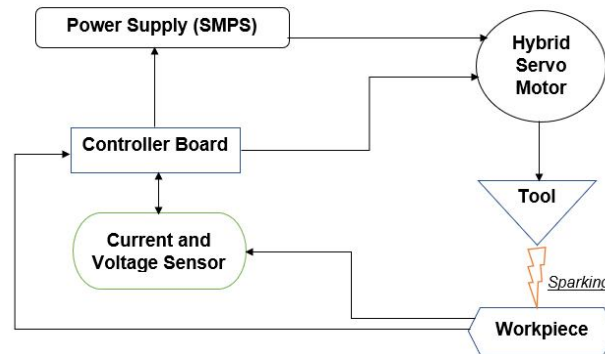 Power Supply (SMPS)
Hybrid
Servo
Motor
Controller Board
Tool
Current and
Voltage Sensor
Sparking
Workpiece